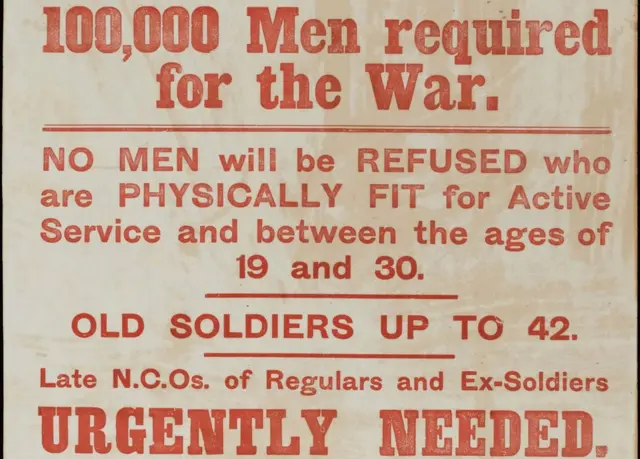 100,000 Men required
for the War.
NO MEN will be REFUSED who
are PHYSICALLY FIT for Active
Service and between the ages of
19 and 30.
OLD SOLDIERS UP TO 42.
Late N.C.Os. of Regulars and Ex-Soldiers
URGENTLY NEEDED.